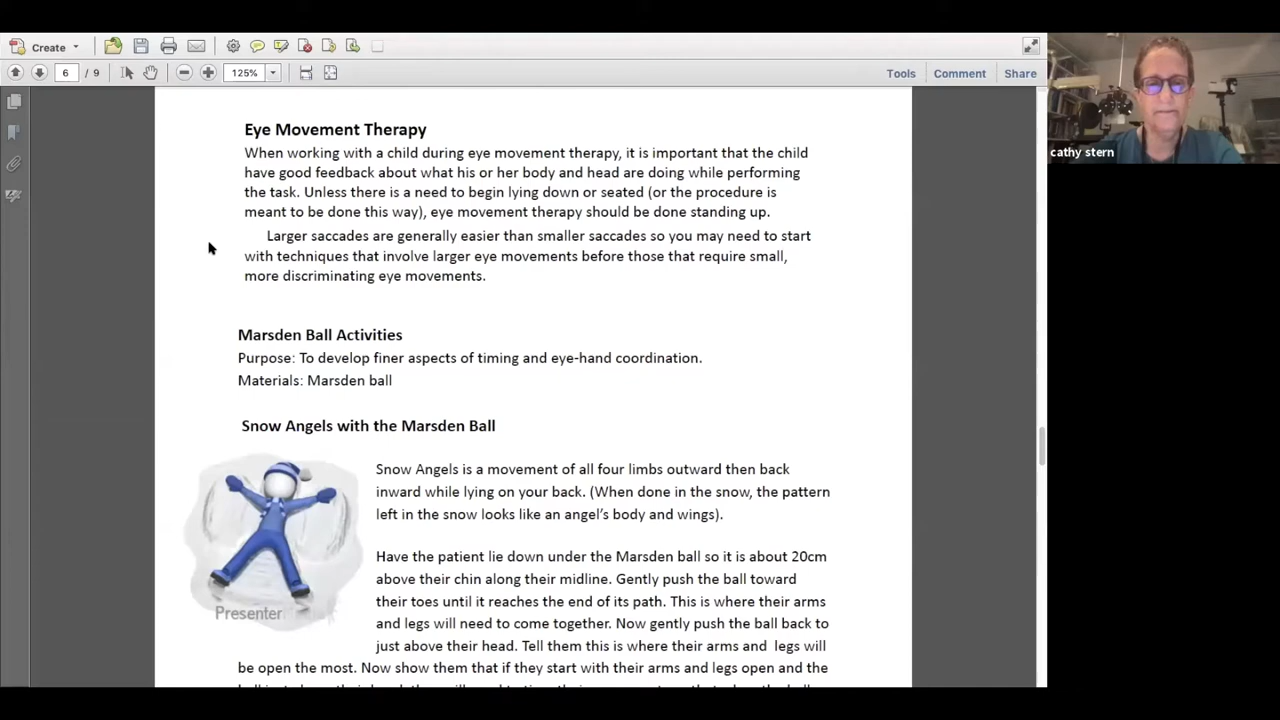 Create
6 / 9
125%
Tools
Comment
Share
cathy stern
Eye Movement Therapy
When working with a child during eye movement therapy, it is important that the child
have good feedback about what his or her body and head are doing while performing
the task. Unless there is a need to begin lying down or seated (or the procedure is
meant to be done this way), eye movement therapy should be done standing up.
Larger saccades are generally easier than smaller saccades so you may need to start
with techniques that involve larger eye movements before those that require small,
more discriminating eye movements.
Marsden Ball Activities
Purpose: To develop finer aspects of timing and eye-hand coordination.
Materials: Marsden ball
Snow Angels with the Marsden Ball
Snow Angels is a movement of all four limbs outward then back
inward while lying on your back. (When done in the snow, the pattern
left in the snow looks like an angel's body and wings).
Have the patient lie down under the Marsden ball so it is about 20cm
above their chin along their midline. Gently push the ball toward
their toes until it reaches the end of its path. This is where their arms
and legs will need to come together. Now gently push the ball back to
just above their head. Tell them this is where their arms and legs will
be open the most. Now show them that if they start with their arms and legs open and the
Presenter